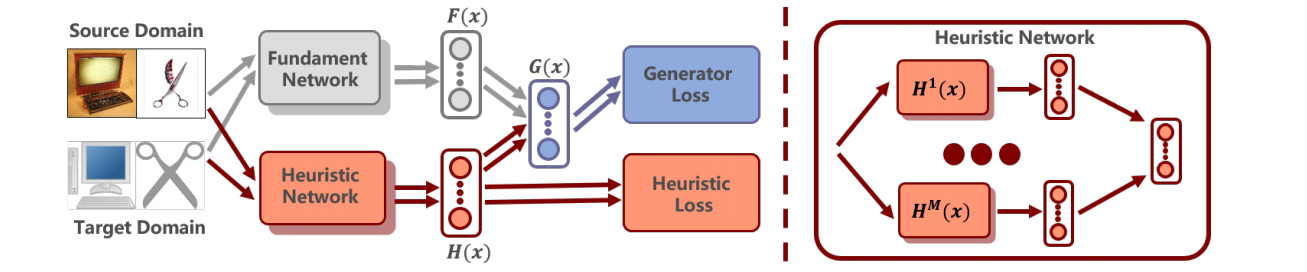 Source Domain
Target Domain
Fundament
Network
Heuristic
Network
F(x)
H(x)
G(x)
Generator
Loss
Heuristic
Loss
Heuristic Network
H¹(x)
Hᴹ(x)